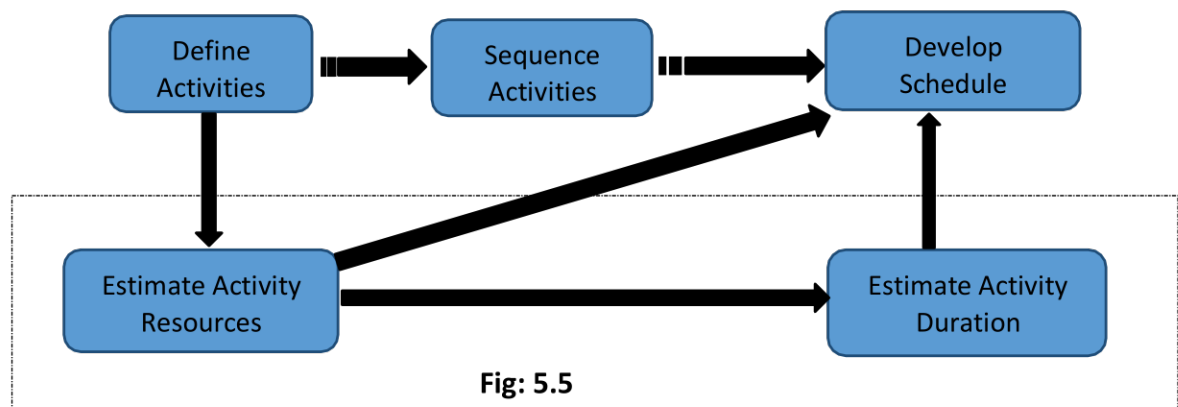 Define
Activities
Sequence
Activities
Develop
Schedule
Estimate Activity
Resources
Estimate Activity
Duration
Fig: 5.5